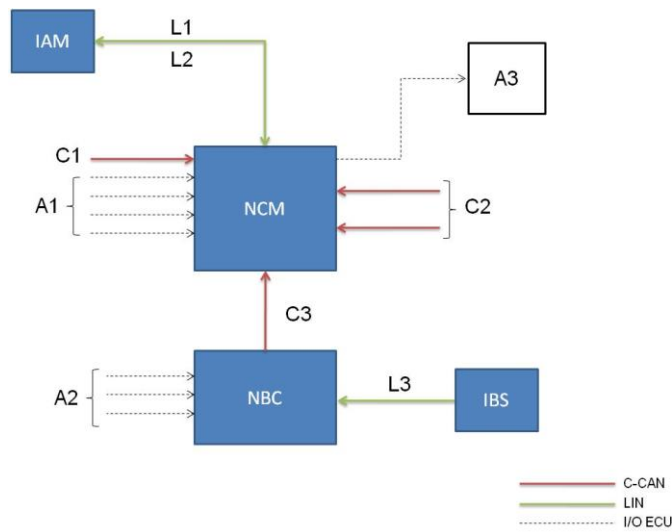 IAM
L1
L2
A3
C1
A1
NCM
C2
C3
A2
NBC
L3
IBS
C-CAN
LIN
I/O ECU